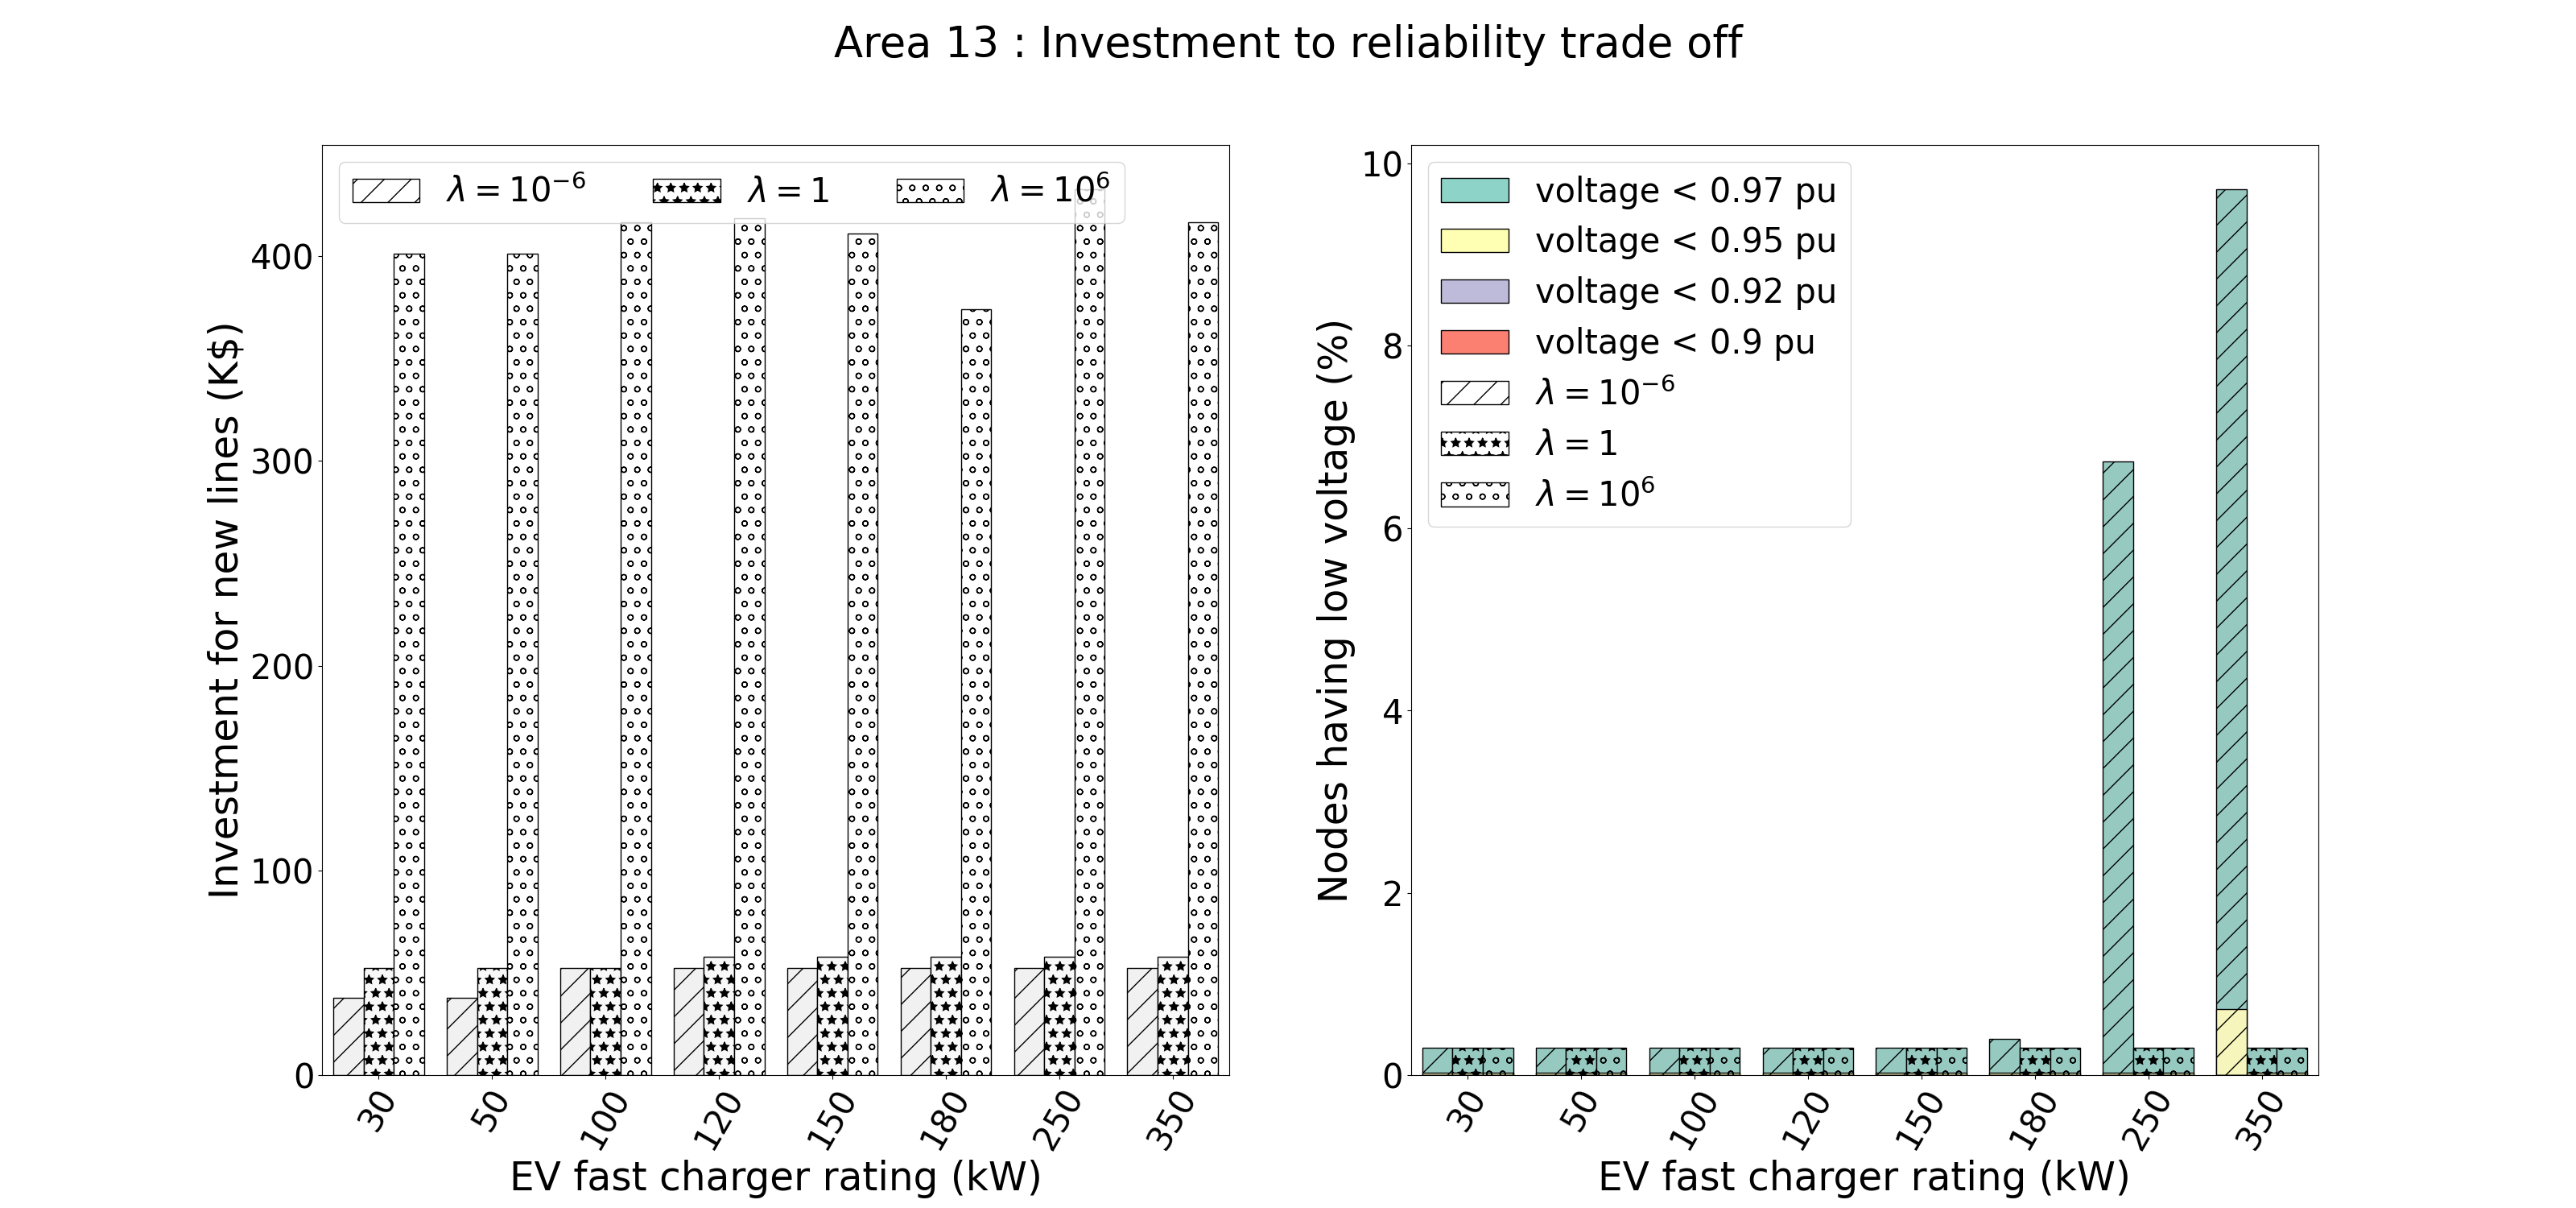 Area 13 : Investment to reliability trade off
λ = 10⁻⁶ λ = 1 λ = 10⁶
400
300
200
100
0
Investment for new lines (K$)
30 50 100 120 150 180 250 350
EV fast charger rating (kW)
voltage < 0.97 pu
voltage < 0.95 pu
voltage < 0.92 pu
voltage < 0.9 pu
λ = 10⁻⁶
λ = 1
λ = 10⁶
10
8
6
4
2
0
Nodes having low voltage (%)
30 50 100 120 150 180 250 350
EV fast charger rating (kW)